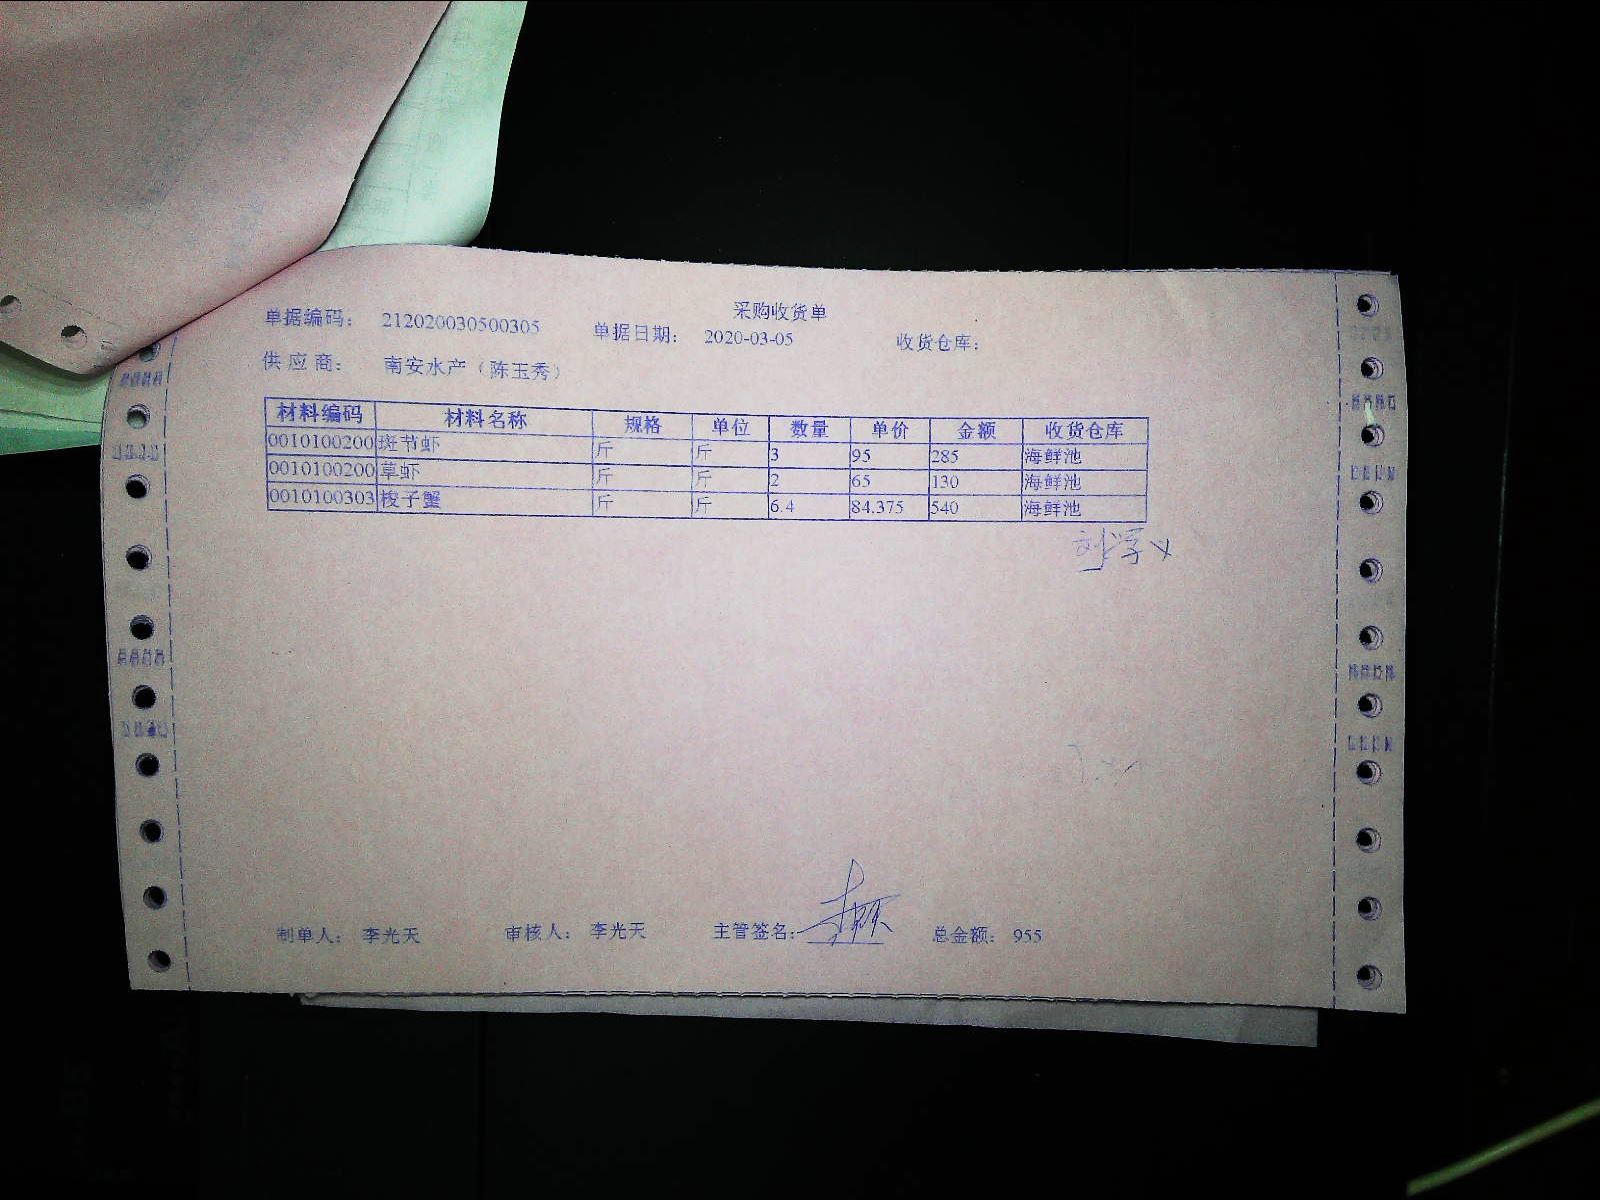 采购收货单
单据编码: 212020030500305 单据日期: 2020-03-05 收货仓库:
供应商: 南安水产（陈玉秀）
材料编码 材料名称 规格 单位 数量 单价 金额 收货仓库
0010100200 斑节虾 斤 斤 3 95 285 海鲜池
0010100200 草虾 斤 斤 2 65 130 海鲜池
0010100303 梭子蟹 斤 斤 6.4 84.375 540 海鲜池
制单人: 李光天 审核人: 李光天 主管签名: 总金额: 955